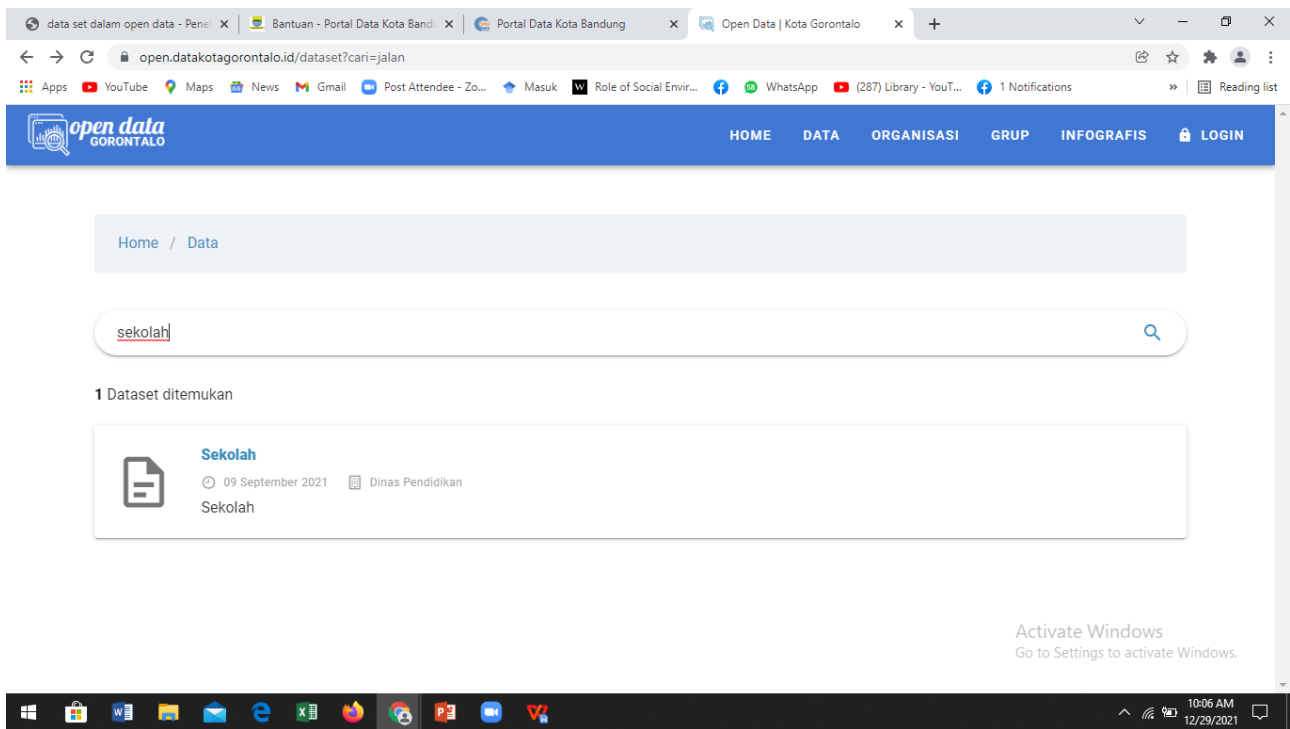 data set dalam open data - Penel
Bantuan - Portal Data Kota Band
Portal Data Kota Bandung
Open Data | Kota Gorontalo
open.datakotagorontalo.id/dataset?cari=jalan
Apps YouTube Maps News Gmail Post Attendee - Zo... Masuk Role of Social Envir... WhatsApp (287) Library - YouT... 1 Notifications » Reading list
open data
GORONTALO
HOME DATA ORGANISASI GRUP INFOGRAFIS LOGIN
Home / Data
sekolah
1 Dataset ditemukan
Sekolah
09 September 2021 Dinas Pendidikan
Sekolah
Activate Windows
Go to Settings to activate Windows.
10:06 AM
12/29/2021